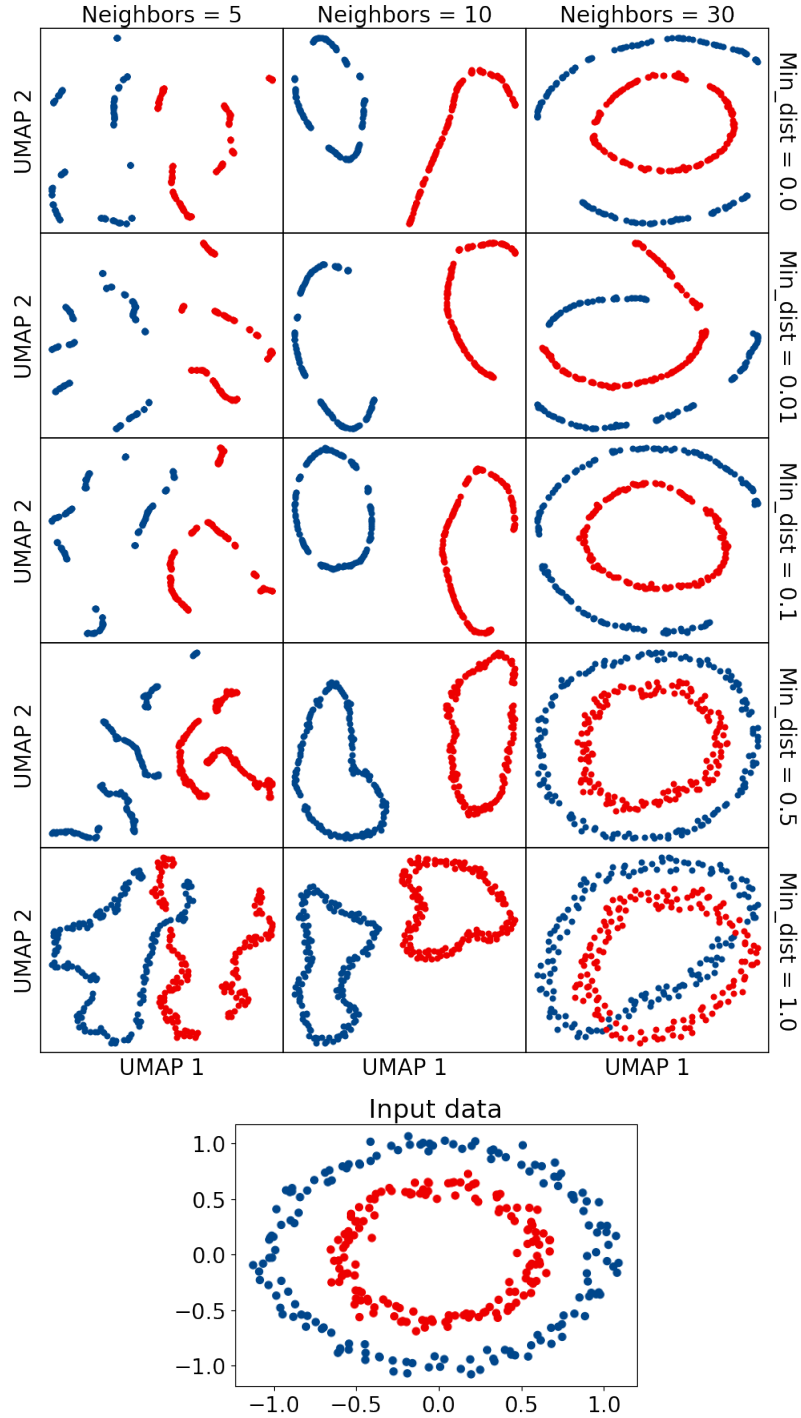 Neighbors = 5 Neighbors = 10 Neighbors = 30
UMAP 2
Min_dist = 0.0
UMAP 2
Min_dist = 0.01
UMAP 2
Min_dist = 0.1
UMAP 2
Min_dist = 0.5
UMAP 2
Min_dist = 1.0
UMAP 1 UMAP 1 UMAP 1
Input data
1.0
0.5
0.0
−0.5
−1.0
−1.0 −0.5 0.0 0.5 1.0